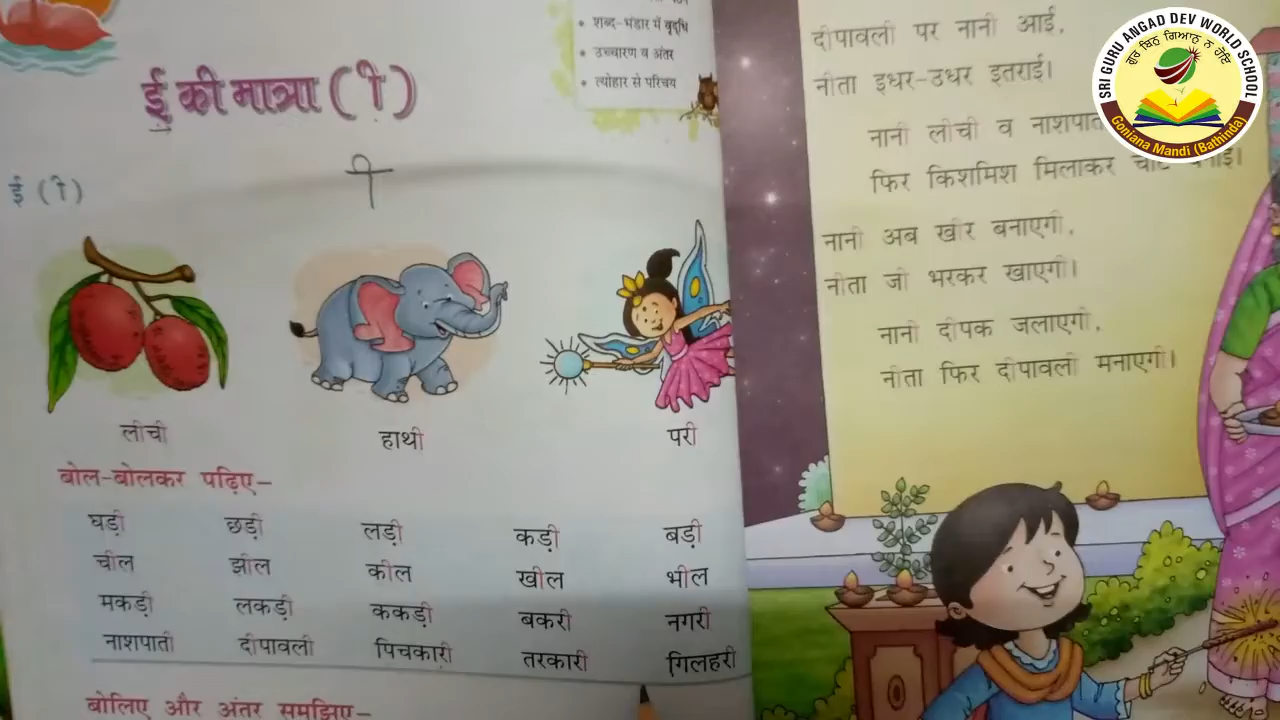 शब्द-भंडार में वृद्धि
उच्चारण व अंतर
त्योहार से परिचय
ई की मात्रा ( ी )
ी
ई ( ी )
लीची
हाथी
परी
बोल-बोलकर पढ़िए–
घड़ी छड़ी लड़ी कड़ी बड़ी
चील झील कील खील भील
मकड़ी लकड़ी ककड़ी बकरी नगरी
नाशपाती दीपावली पिचकारी तरकारी गिलहरी
बोलिए और अंतर समझिए–
दीपावली पर नानी आई,
नीता इधर-उधर इतराई।
नानी लीची व
फिर किशमिश मिलाकर
नानी अब खीर बनाएगी,
नीता जी भरकर खाएगी।
नानी दीपक जलाएगी,
नीता फिर दीपावली मनाएगी।
SRI GURU ANGAD DEV WORLD SCHOOL
ਗੁਰ ਬਿਨੁ ਗਿਆਨੁ ਨ ਹੋਇ
Goniana Mandi (Bathinda)